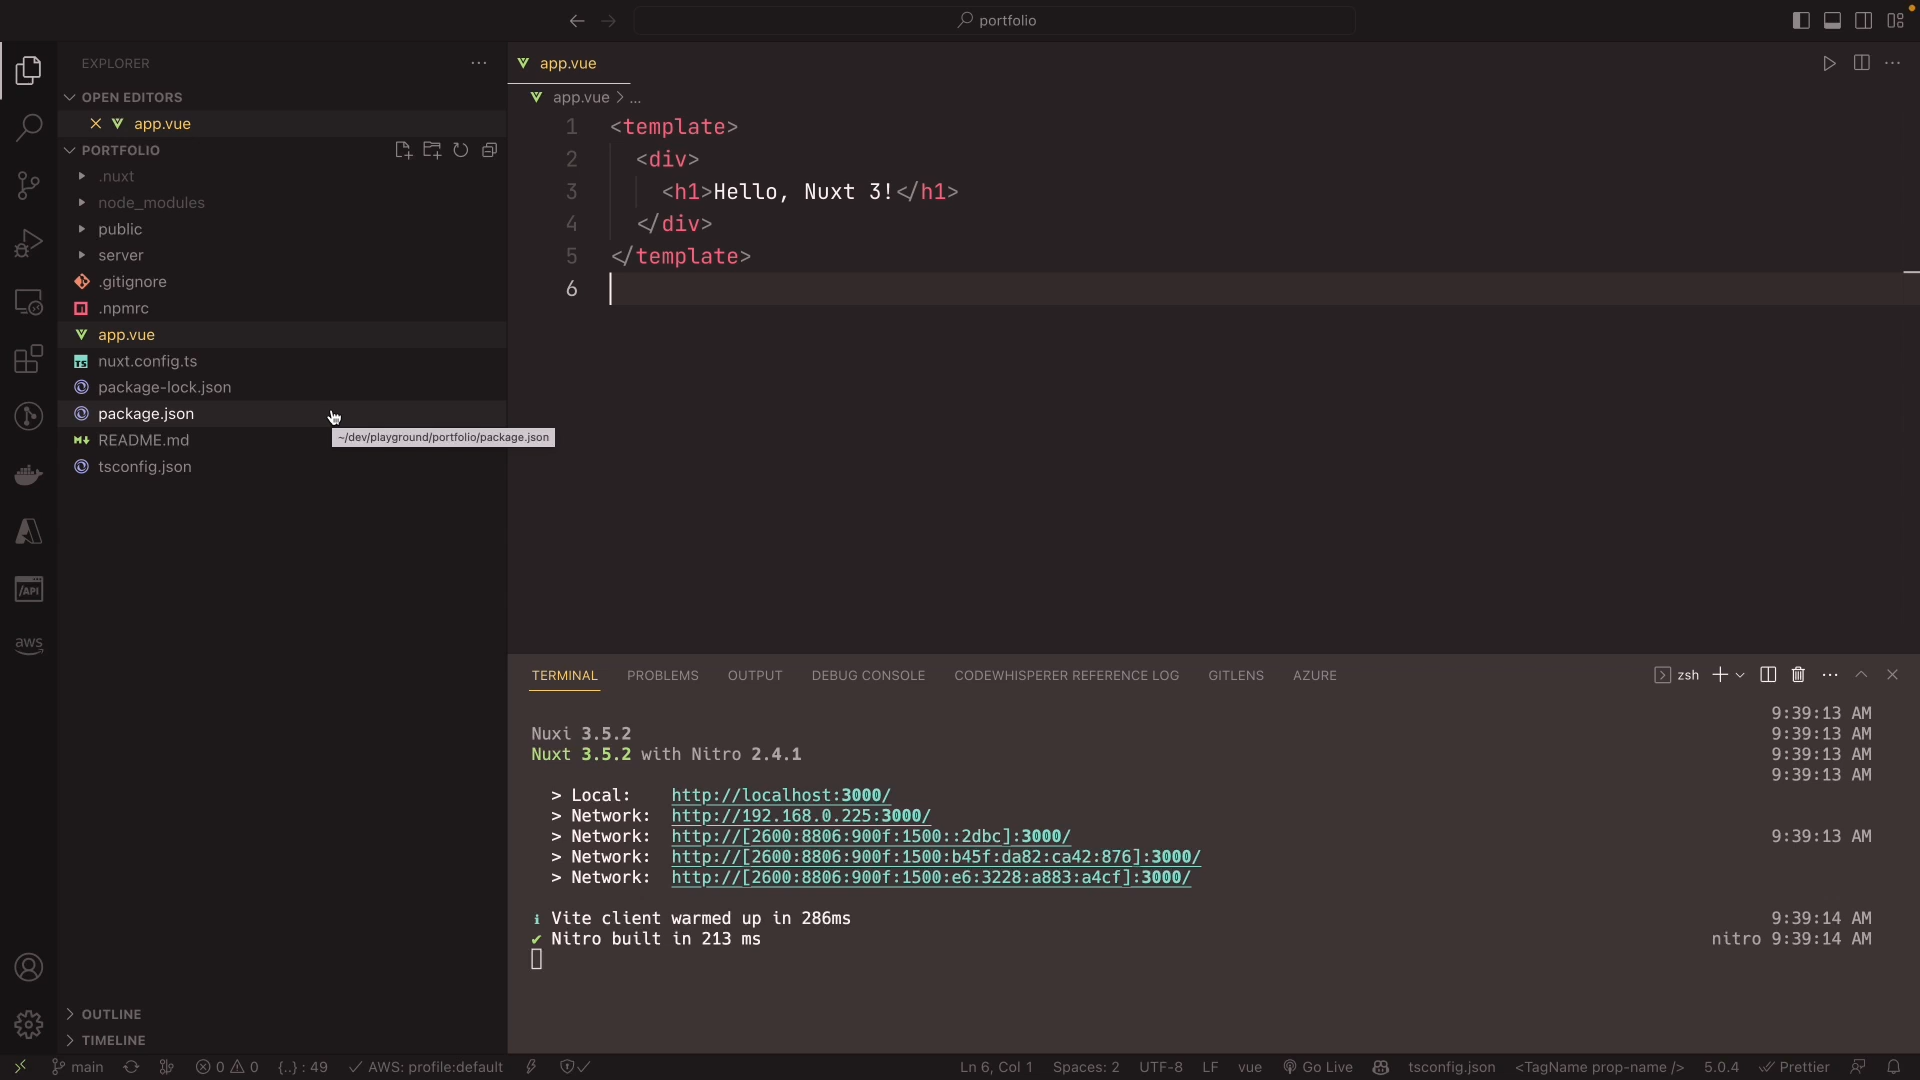 portfolio
EXPLORER
OPEN EDITORS
app.vue
PORTFOLIO
.nuxt
node_modules
public
server
.gitignore
.npmrc
app.vue
TS nuxt.config.ts
package-lock.json
package.json
~/dev/playground/portfolio/package.json
README.md
tsconfig.json
/API
aws
OUTLINE
TIMELINE
app.vue
app.vue > ...
1 <template>
2 <div>
3 <h1>Hello, Nuxt 3!</h1>
4 </div>
5 </template>
6
TERMINAL PROBLEMS OUTPUT DEBUG CONSOLE CODEWHISPERER REFERENCE LOG GITLENS AZURE zsh
9:39:13 AM
Nuxi 3.5.2 9:39:13 AM
Nuxt 3.5.2 with Nitro 2.4.1 9:39:13 AM
9:39:13 AM
> Local: http://localhost:3000/
> Network: http://192.168.0.225:3000/
> Network: http://[2600:8806:900f:1500::2dbc]:3000/ 9:39:13 AM
> Network: http://[2600:8806:900f:1500:b45f:da82:ca42:876]:3000/
> Network: http://[2600:8806:900f:1500:e6:3228:a883:a4cf]:3000/
ℹ Vite client warmed up in 286ms 9:39:14 AM
✔ Nitro built in 213 ms nitro 9:39:14 AM
main 0 0 {..} : 49 AWS: profile:default Ln 6, Col 1 Spaces: 2 UTF-8 LF vue Go Live tsconfig.json <TagName prop-name /> 5.0.4 Prettier